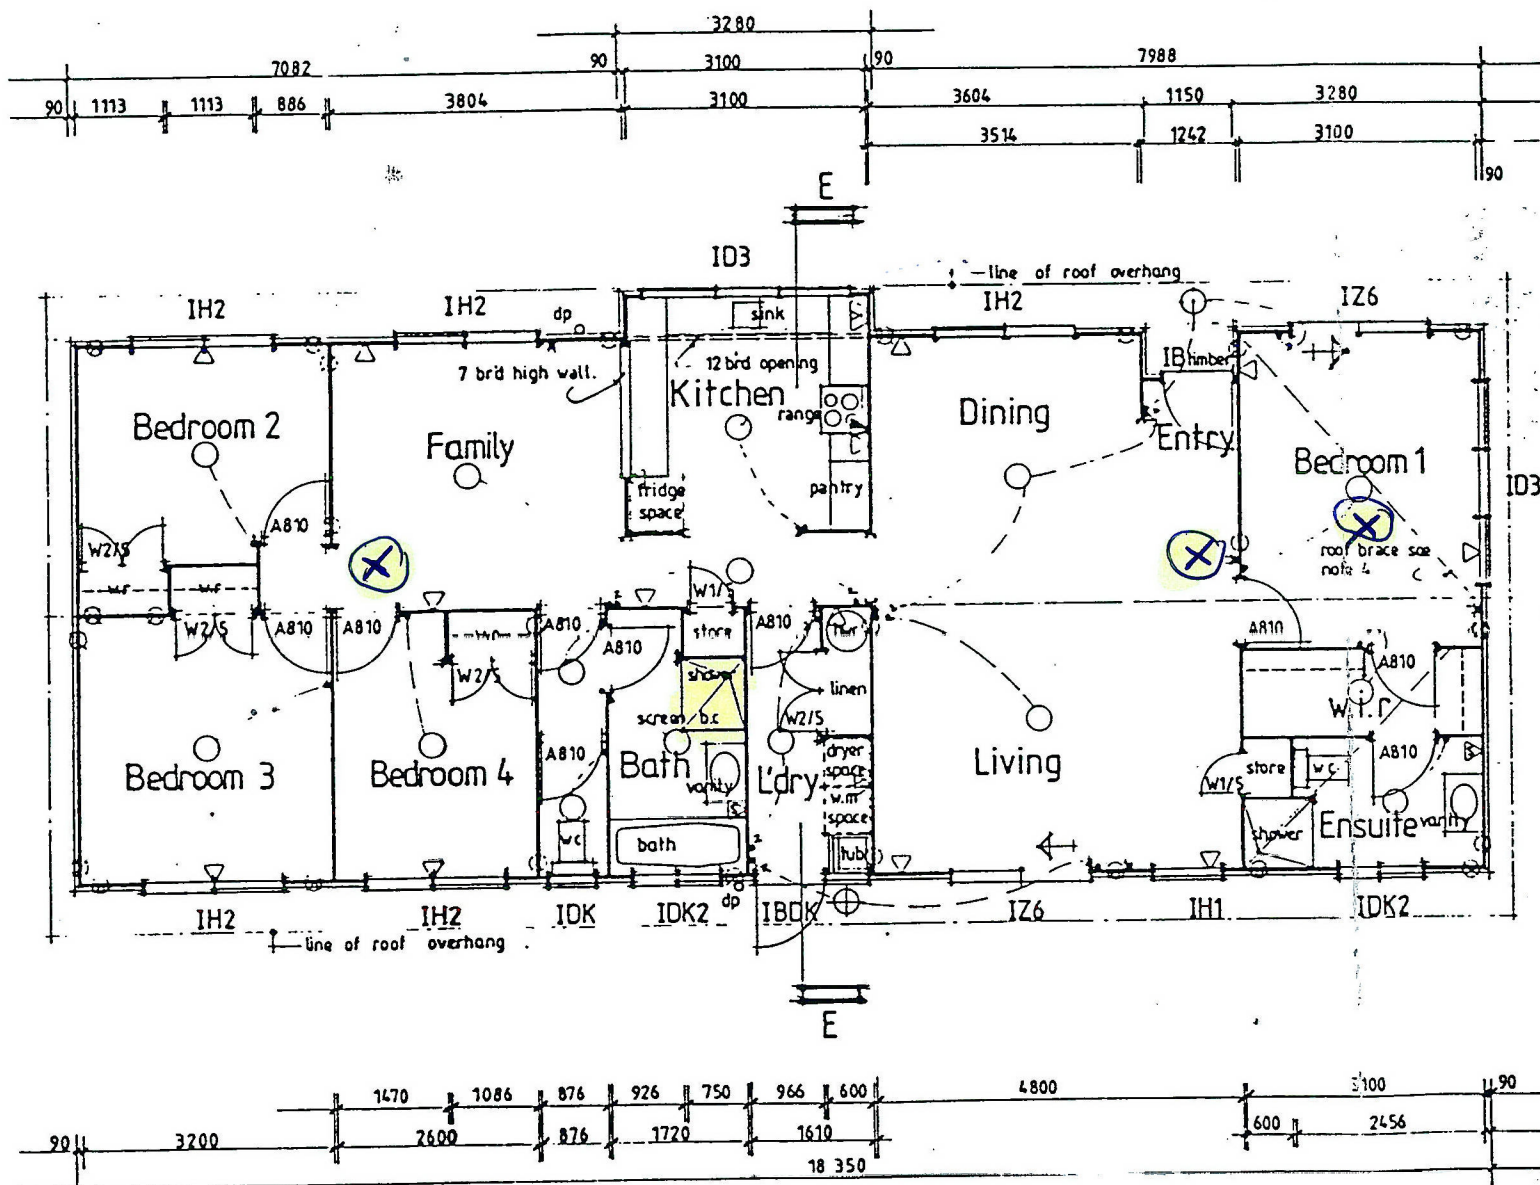 3280
7082 90 3100 90 7988
90 1113 1113 886 3804 3100 3604 1150 3280
3514 1242 3100
90
E
ID3
line of roof overhang
IH2 IH2 dp IH2 IZ6
sink
7 brd high wall. 12 brd opening IB timber
Kitchen
range
Bedroom 2 Family Dining Entry
Bedroom 1 ID3
fridge space pantry
A810
W2/S
w.r w.r
roof brace see
note 4
W1/S
W2/S A810 A810 A810 store A810 hwr
A810
W2/S A810
shower
linen
screen b.c W2/S
A810
w.i.r
A810 A810
Bedroom 3 Bedroom 4 Bath vanity L'dry
dryer space
w.m space
Living
store wc
W1/S
wc bath tub
shower Ensuite vanity
dp
IH2 IH2 IDK IDK2 IBDK IZ6 IH1 IDK2
line of roof overhang
E
1470 1086 876 926 750 966 600 4800 3100 90
90 3200 2600 876 1720 1610 600 2456
18 350